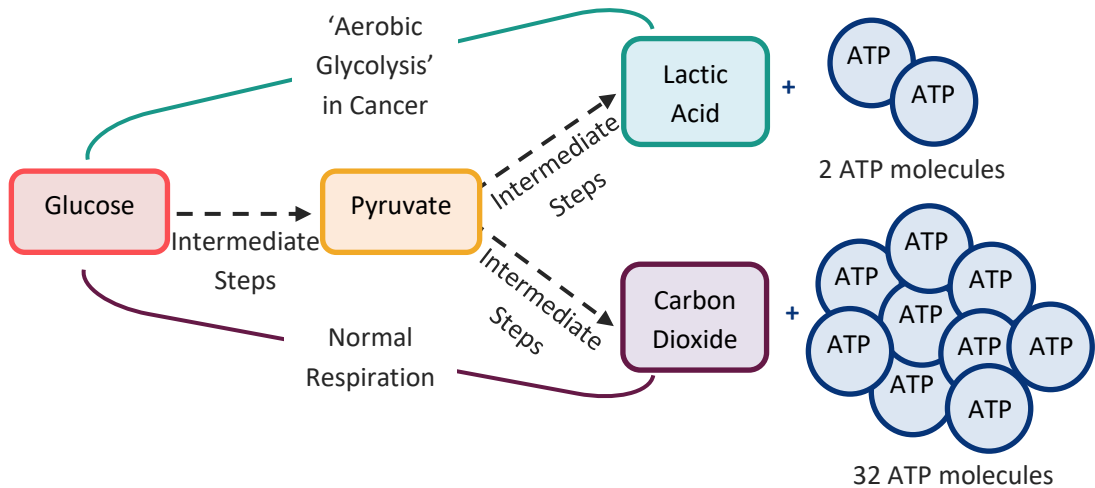 'Aerobic
Glycolysis'
in Cancer
Lactic
Acid
+
ATP
ATP
2 ATP molecules
Glucose
Intermediate
Steps
Pyruvate
Intermediate
Steps
Intermediate
Steps
Carbon
Dioxide
+
ATP
ATP
ATP
ATP
ATP
ATP
ATP
ATP
ATP
32 ATP molecules
Normal
Respiration